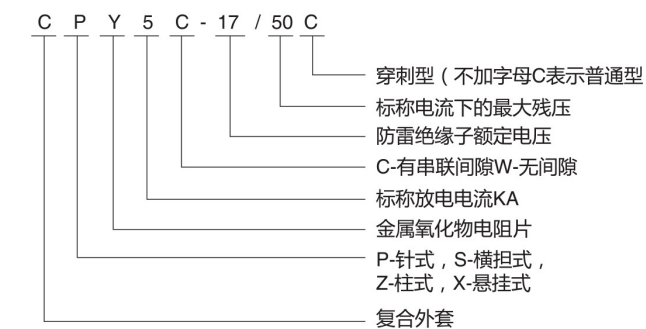 C P Y 5 C - 17 / 50 C
穿刺型（不加字母C表示普通型
标称电流下的最大残压
防雷绝缘子额定电压
C-有串联间隙W-无间隙
标称放电电流KA
金属氧化物电阻片
P-针式，S-横担式，
Z-柱式，X-悬挂式
复合外套